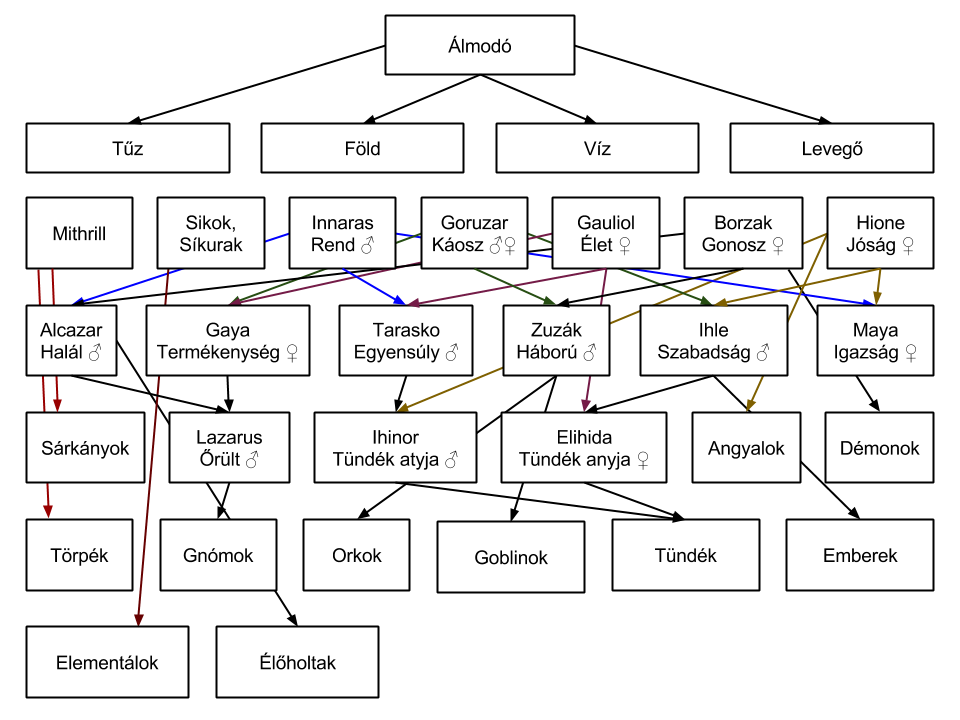 Álmodó
Tűz
Föld
Víz
Levegő
Mithrill
Sikok,
Síkurak
Innaras
Rend ♂
Goruzar
Káosz ♂♀
Gauliol
Élet ♀
Borzak
Gonosz ♀
Hione
Jóság ♀
Alcazar
Halál ♂
Gaya
Termékenység ♀
Tarasko
Egyensúly ♂
Zuzák
Háború ♂
Ihle
Szabadság ♂
Maya
Igazság ♀
Sárkányok
Lazarus
Őrült ♂
Ihinor
Tündék atyja ♂
Elihida
Tündék anyja ♀
Angyalok
Démonok
Törpék
Gnómok
Orkok
Goblinok
Tündék
Emberek
Elementálok
Élőholtak